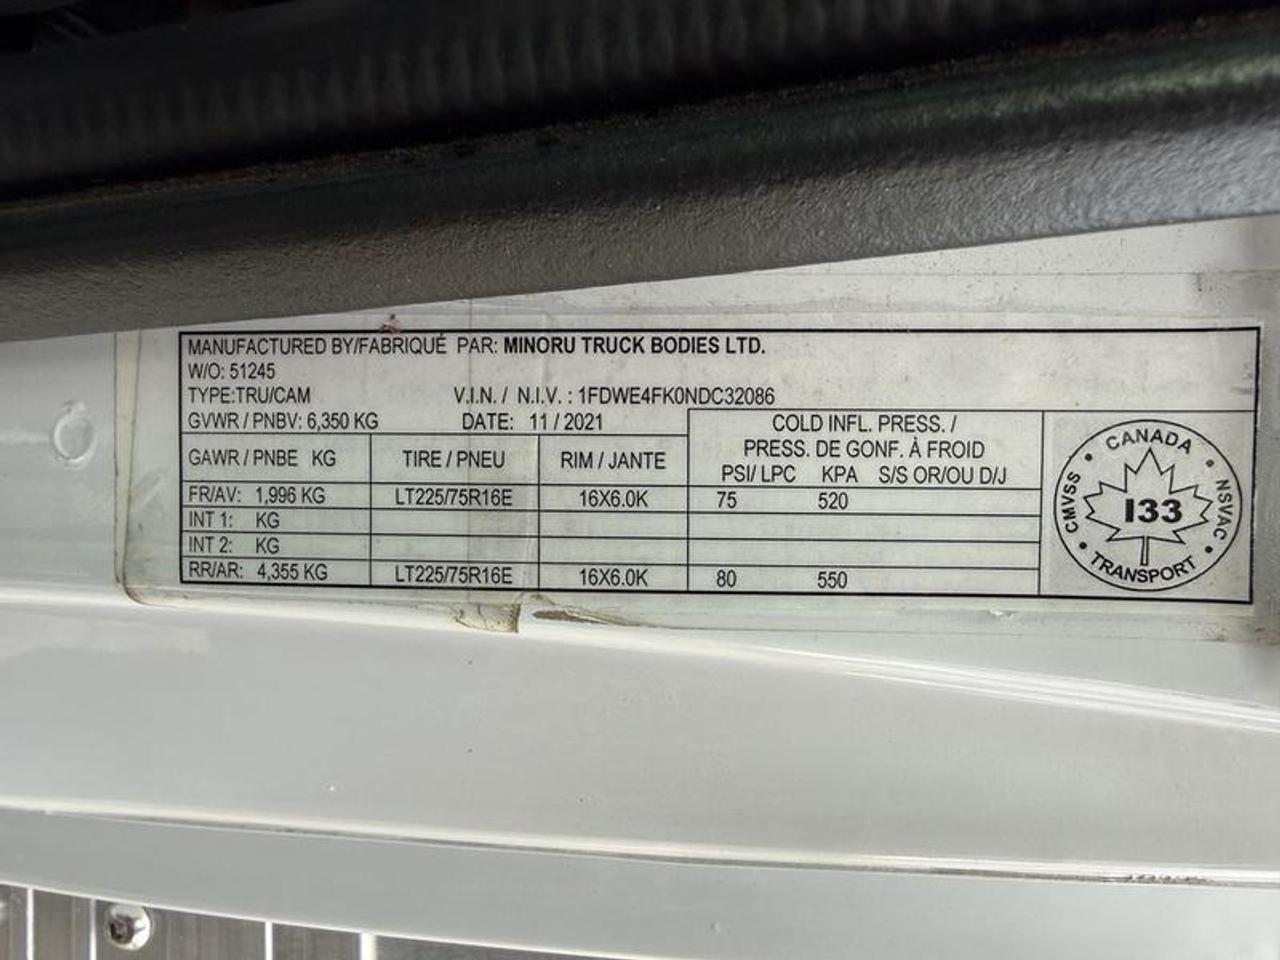 MANUFACTURED BY/FABRIQUÉ PAR: MINORU TRUCK BODIES LTD.
W/O: 51245
TYPE:TRU/CAM V.I.N. / N.I.V. : 1FDWE4FK0NDC32086
GVWR / PNBV: 6,350 KG DATE: 11 / 2021
COLD INFL. PRESS. /
PRESS. DE GONF. À FROID
GAWR / PNBE KG TIRE / PNEU RIM / JANTE PSI/ LPC KPA S/S OR/OU D/J
FR/AV: 1,996 KG LT225/75R16E 16X6.0K 75 520
INT 1: KG
INT 2: KG
RR/AR: 4,355 KG LT225/75R16E 16X6.0K 80 550
CANADA
CMVSS
133
NSVAC
TRANSPORT